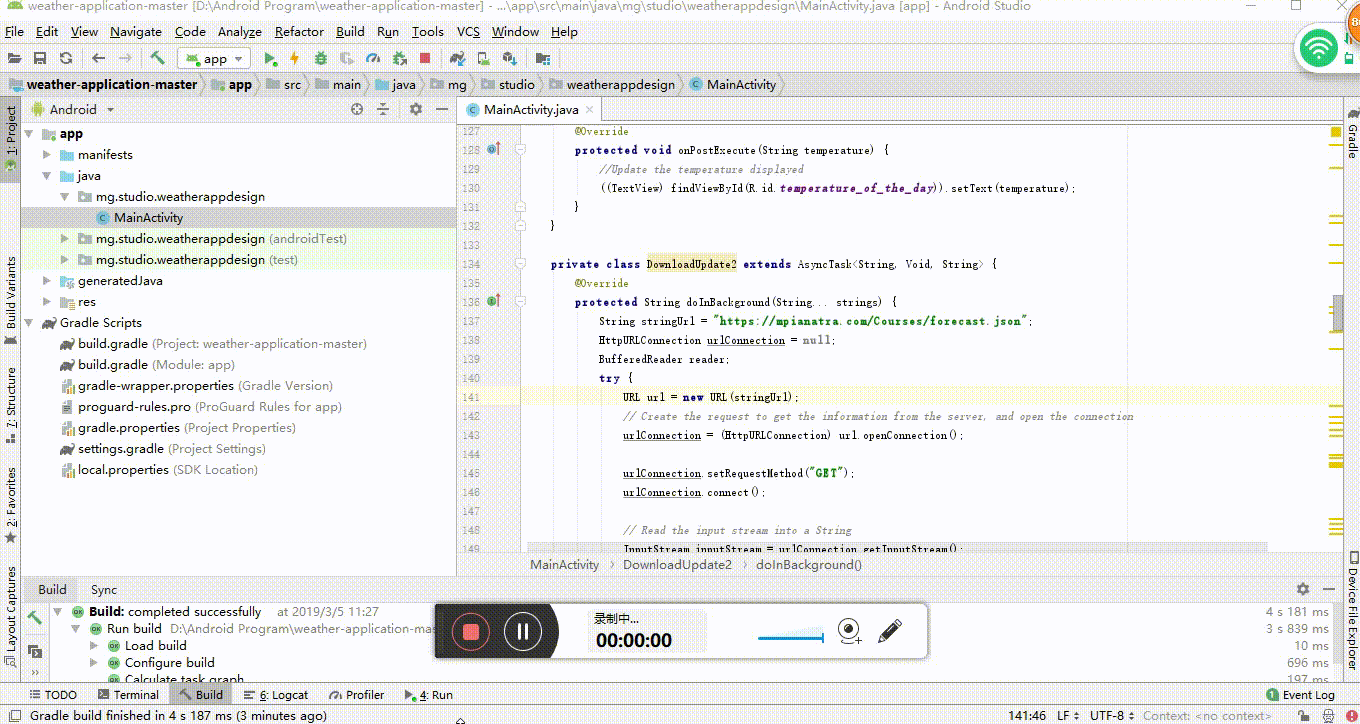 weather-application-master [D:\Android Program\weather-application-master] - ...\app\src\main\java\mg\studio\weatherappdesign\MainActivity.java [app] - Android Studio
File Edit View Navigate Code Analyze Refactor Build Run Tools VCS Window Help
app
weather-application-master app src main java mg studio weatherappdesign MainActivity
Android
MainActivity.java
1: Project
Build Variants
7: Structure
2: Favorites
Layout Captures
Gradle
Device File Explorer
app
manifests
java
mg.studio.weatherappdesign
MainActivity
mg.studio.weatherappdesign (androidTest)
mg.studio.weatherappdesign (test)
generatedJava
res
Gradle Scripts
build.gradle (Project: weather-application-master)
build.gradle (Module: app)
gradle-wrapper.properties (Gradle Version)
proguard-rules.pro (ProGuard Rules for app)
gradle.properties (Project Properties)
settings.gradle (Project Settings)
local.properties (SDK Location)
127 @Override
128 protected void onPostExecute(String temperature) {
129 //Update the temperature displayed
130 ((TextView) findViewById(R.id.temperature_of_the_day)).setText(temperature);
131 }
132 }
133
134 private class DownloadUpdate2 extends AsyncTask<String, Void, String> {
135 @Override
136 protected String doInBackground(String... strings) {
137 String stringUrl = "https://mpianatra.com/Courses/forecast.json";
138 HttpURLConnection urlConnection = null;
139 BufferedReader reader;
140 try {
141 URL url = new URL(stringUrl);
142 // Create the request to get the information from the server, and open the connection
143 urlConnection = (HttpURLConnection) url.openConnection();
144
145 urlConnection.setRequestMethod("GET");
146 urlConnection.connect();
147
148 // Read the input stream into a String
149 InputStream inputStream = urlConnection.getInputStream();
MainActivity › DownloadUpdate2 › doInBackground()
Build Sync
Build: completed successfully at 2019/3/5 11:27 4 s 181 ms
Run build D:\Android Program\weather-application-mas 3 s 839 ms
Load build 10 ms
Configure build 696 ms
Calculate task graph 197 ms
录制中...
00:00:00
TODO Terminal Build 6: Logcat Profiler 4: Run 1 Event Log
Gradle build finished in 4 s 187 ms (3 minutes ago) 141:46 LF UTF-8 Context: <no context>